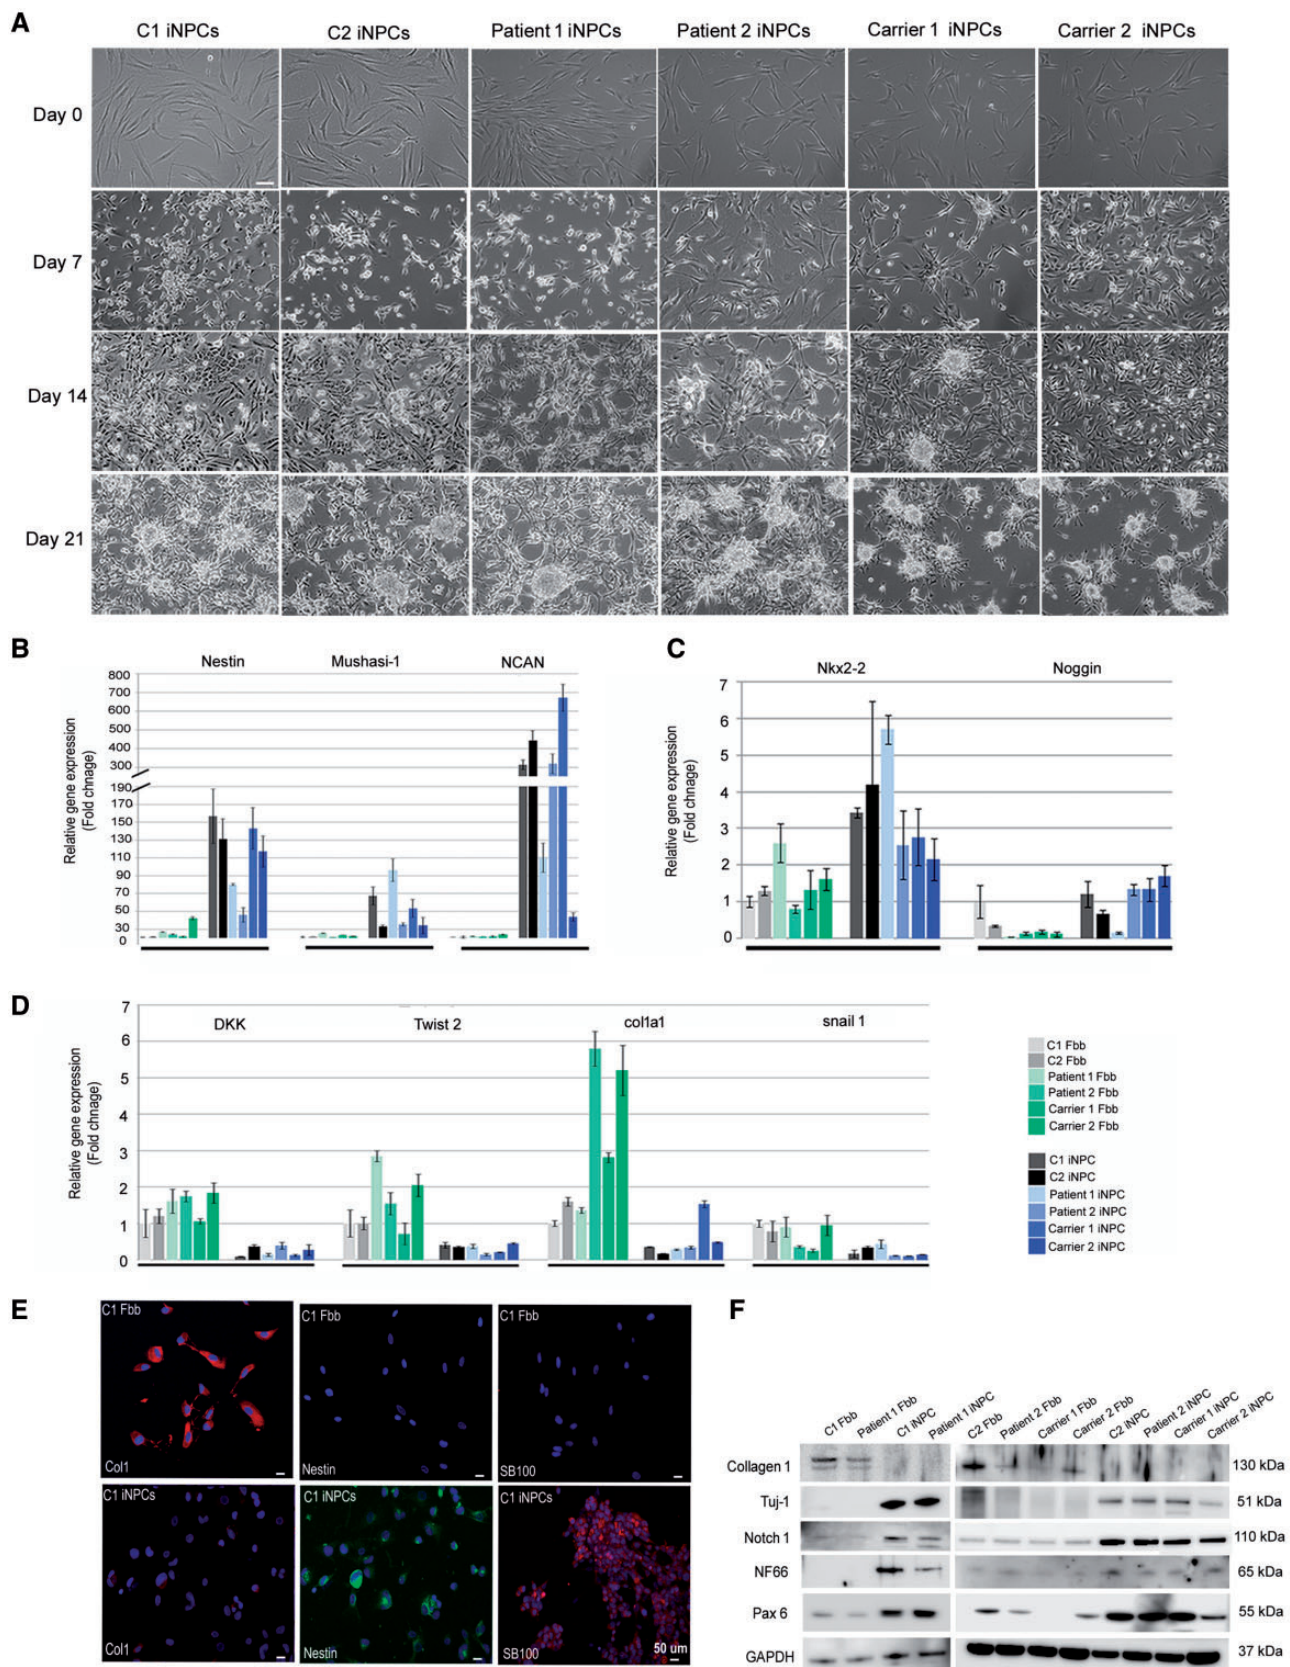 A
C1 iNPCs
C2 iNPCs
Patient 1 iNPCs
Patient 2 iNPCs
Carrier 1 iNPCs
Carrier 2 iNPCs
Day 0
Day 7
Day 14
Day 21
B
Nestin
Mushasi-1
NCAN
Relative gene expression
(Fold chnage)
800
700
600
500
400
300
190
170
150
130
110
90
70
50
30
0
C
Nkx2-2
Noggin
Relative gene expression
(Fold chnage)
7
6
5
4
3
2
1
0
D
DKK
Twist 2
col1a1
snail 1
Relative gene expression
(Fold chnage)
7
6
5
4
3
2
1
0
C1 Fbb
C2 Fbb
Patient 1 Fbb
Patient 2 Fbb
Carrier 1 Fbb
Carrier 2 Fbb
C1 iNPC
C2 iNPC
Patient 1 iNPC
Patient 2 iNPC
Carrier 1 iNPC
Carrier 2 iNPC
E
C1 Fbb
Col1
C1 Fbb
Nestin
C1 Fbb
SB100
C1 iNPCs
Col1
C1 iNPCs
Nestin
C1 iNPCs
SB100
50 um
F
C1 Fbb
Patient 1 Fbb
C1 iNPC
Patient 1 iNPC
C2 Fbb
Patient 2 Fbb
Carrier 1 Fbb
Carrier 2 Fbb
C2 iNPC
Patient 2 iNPC
Carrier 1 iNPC
Carrier 2 iNPC
Collagen 1
130 kDa
Tuj-1
51 kDa
Notch 1
110 kDa
NF66
65 kDa
Pax 6
55 kDa
GAPDH
37 kDa